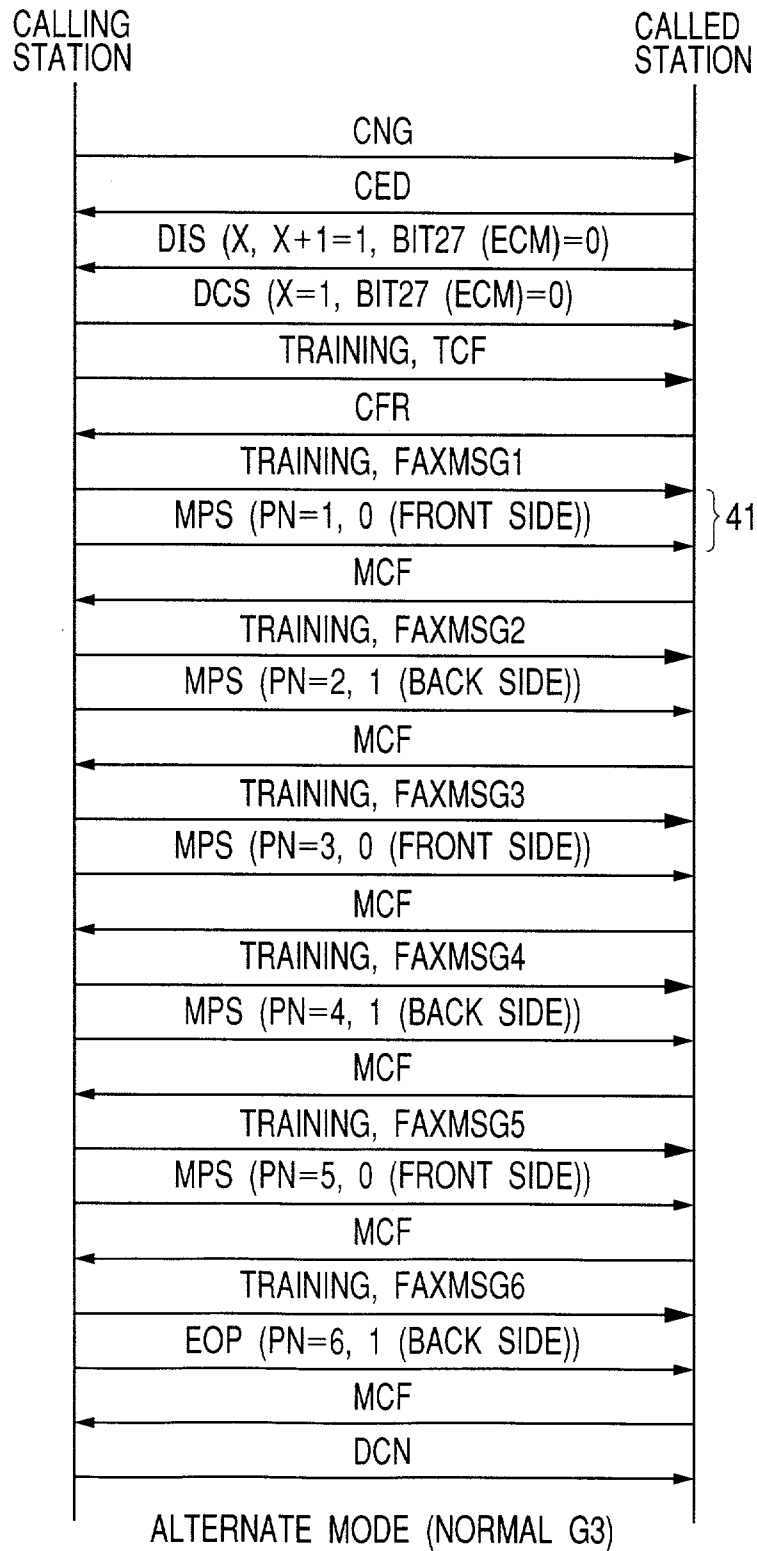 CALLING
STATION
CALLED
STATION
CNG
CED
DIS (X, X+1=1, BIT27 (ECM)=0)
DCS (X=1, BIT27 (ECM)=0)
TRAINING, TCF
CFR
TRAINING, FAXMSG1
MPS (PN=1, 0 (FRONT SIDE))
41
MCF
TRAINING, FAXMSG2
MPS (PN=2, 1 (BACK SIDE))
MCF
TRAINING, FAXMSG3
MPS (PN=3, 0 (FRONT SIDE))
MCF
TRAINING, FAXMSG4
MPS (PN=4, 1 (BACK SIDE))
MCF
TRAINING, FAXMSG5
MPS (PN=5, 0 (FRONT SIDE))
MCF
TRAINING, FAXMSG6
EOP (PN=6, 1 (BACK SIDE))
MCF
DCN
ALTERNATE MODE (NORMAL G3)